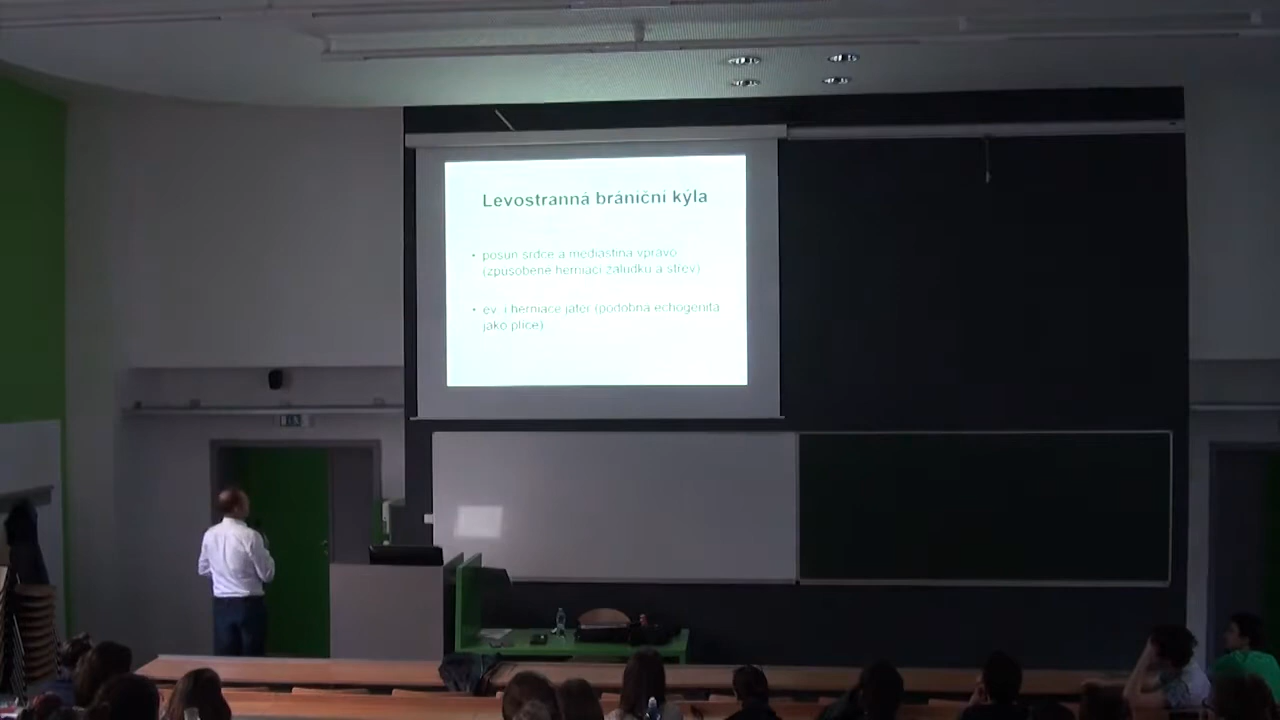 Levostranná brániční kýla
• posun srdce a mediastina vpravo
(způsobené herniací žaludku a střev)
• ev. i herniace jater (podobná echogenita
jako plíce)